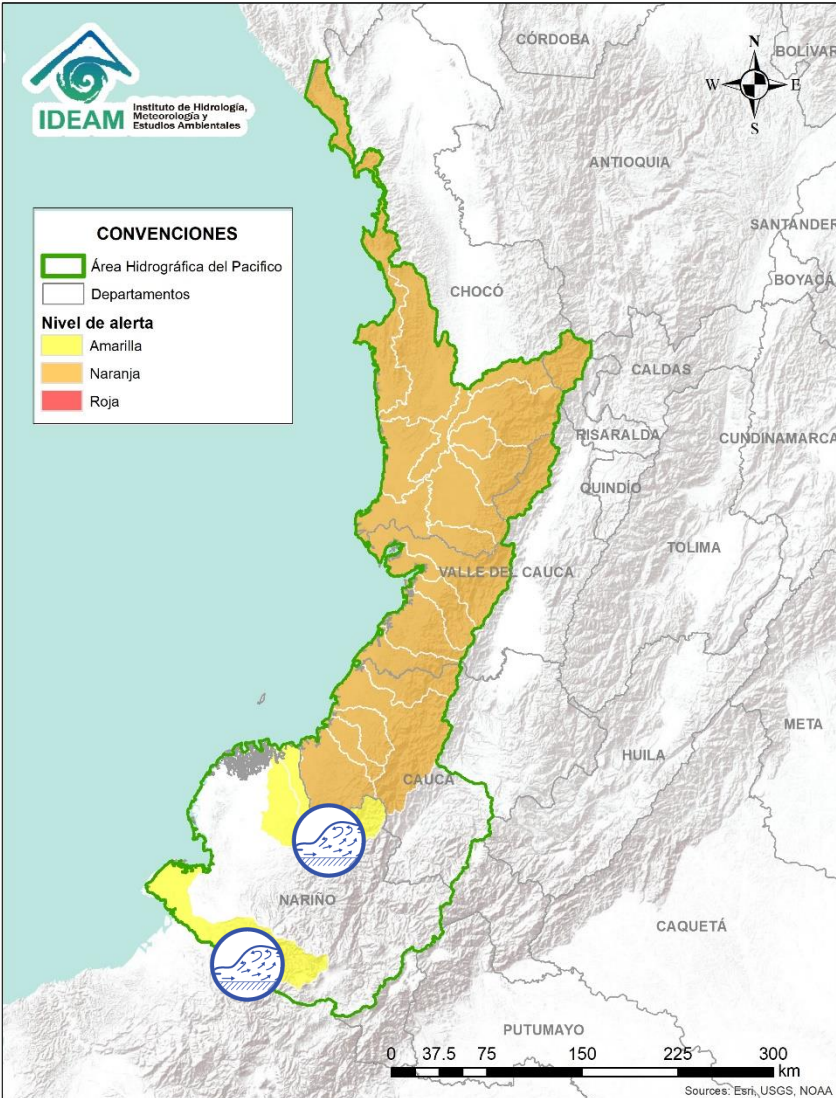 IDEAM
Instituto de Hidrología,
Meteorología y
Estudios Ambientales
CÓRDOBA
BOLÍVAR
N
W
E
S
ANTIOQUIA
SANTANDER
BOYACÁ
CONVENCIONES
Área Hidrográfica del Pacifico
Departamentos
Nivel de alerta
Amarilla
Naranja
Roja
CHOCÓ
CALDAS
RISARALDA
CUNDINAMARCA
QUINDÍO
TOLIMA
VALLE DEL CAUCA
META
HUILA
CAUCA
NARIÑO
CAQUETÁ
PUTUMAYO
0 37.5 75 150 225 300
km
Sources: Esri, USGS, NOAA